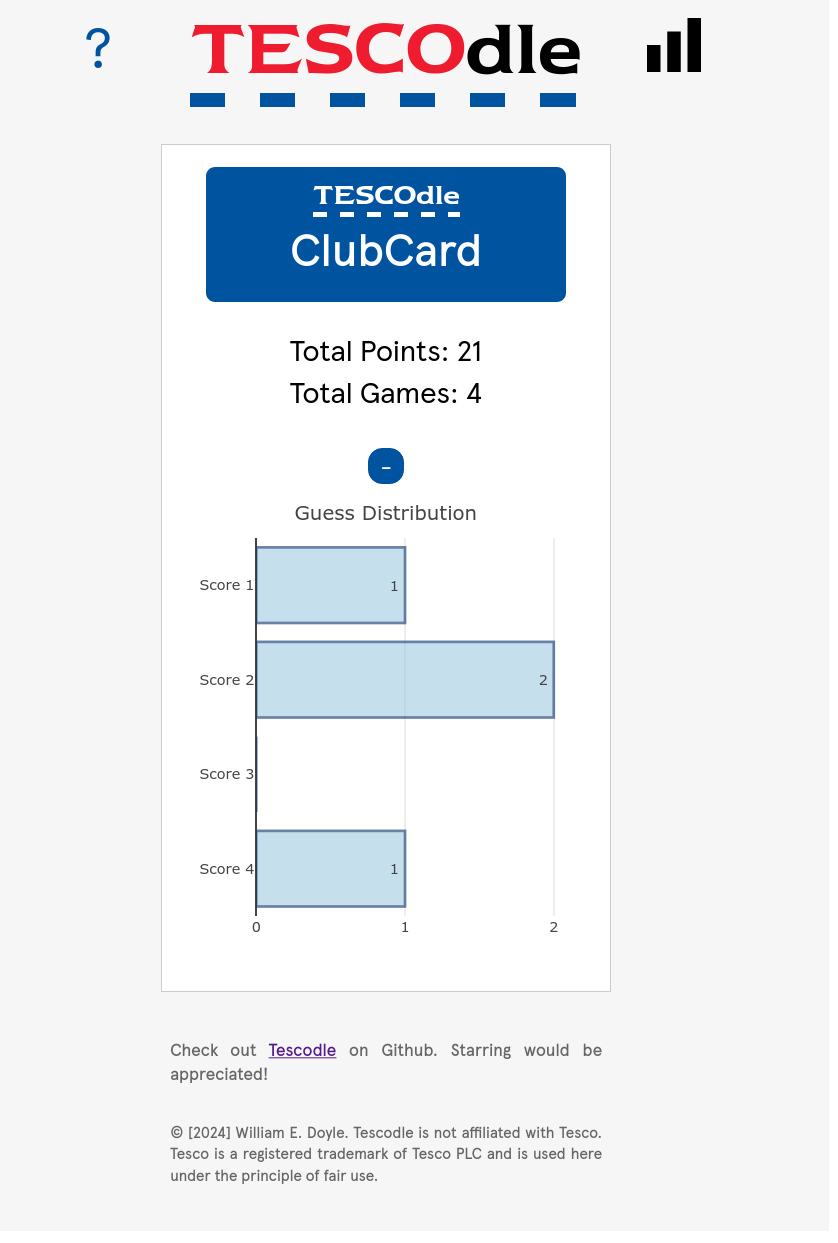 ?
TESCOdle
TESCOdle
ClubCard
Total Points: 21
Total Games: 4
–
Guess Distribution
Score 1
1
Score 2
2
Score 3
Score 4
1
0 1 2
Check out Tescodle on Github. Starring would be
appreciated!
© [2024] William E. Doyle. Tescodle is not affiliated with Tesco.
Tesco is a registered trademark of Tesco PLC and is used here
under the principle of fair use.